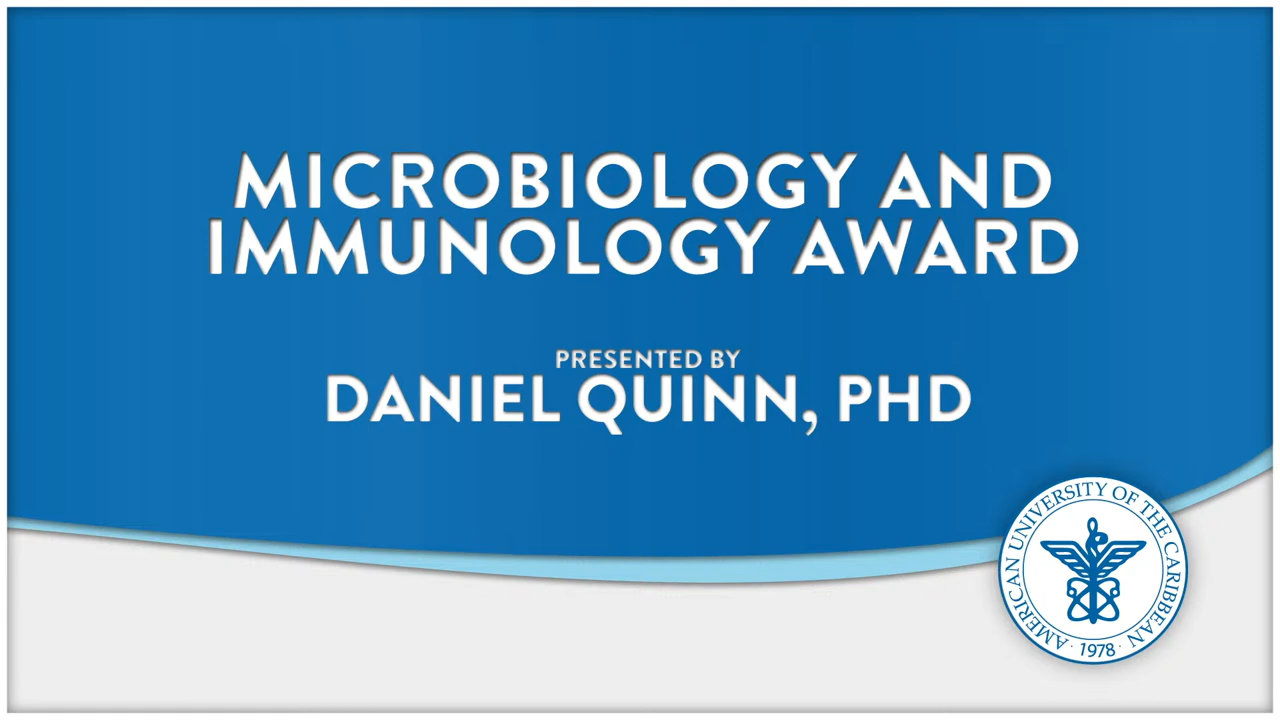 MICROBIOLOGY AND
IMMUNOLOGY AWARD
PRESENTED BY
DANIEL QUINN, PHD
AMERICAN UNIVERSITY OF THE CARIBBEAN
· 1978 ·